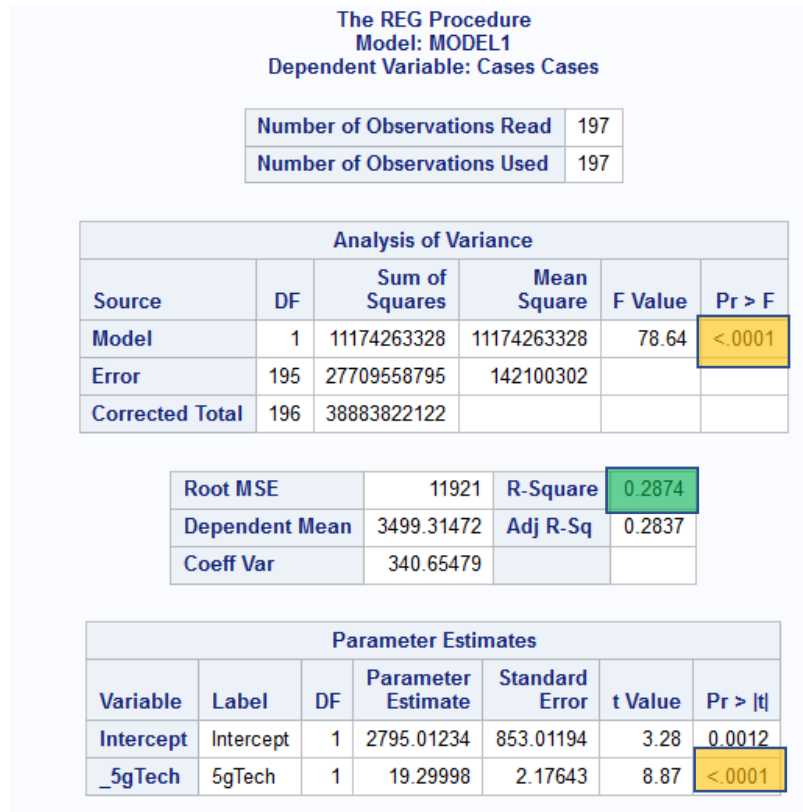 The REG Procedure
Model: MODEL1
Dependent Variable: Cases Cases
Number of Observations Read 197
Number of Observations Used 197
Analysis of Variance
Source DF Sum of Squares Mean Square F Value Pr > F
Model 1 11174263328 11174263328 78.64 <.0001
Error 195 27709558795 142100302
Corrected Total 196 38883822122
Root MSE 11921 R-Square 0.2874
Dependent Mean 3499.31472 Adj R-Sq 0.2837
Coeff Var 340.65479
Parameter Estimates
Variable Label DF Parameter Estimate Standard Error t Value Pr > |t|
Intercept Intercept 1 2795.01234 853.01194 3.28 0.0012
_5gTech 5gTech 1 19.29998 2.17643 8.87 <.0001